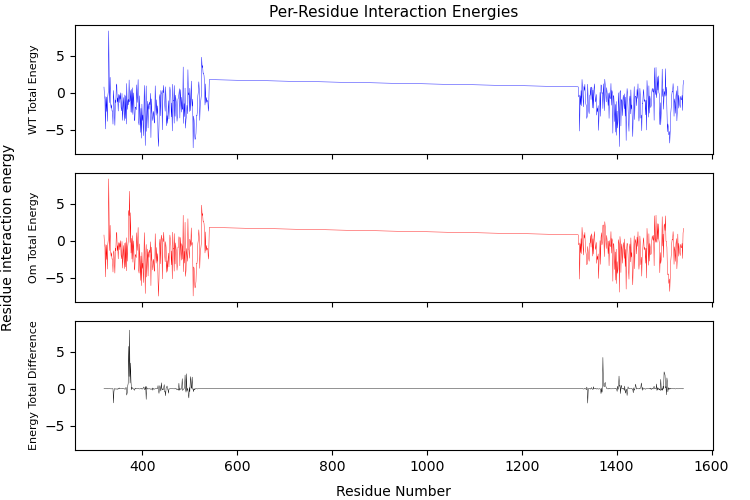 Per-Residue Interaction Energies
Residue interaction energy
WT Total Energy
5
0
−5
Om Total Energy
5
0
−5
Energy Total Difference
5
0
−5
400 600 800 1000 1200 1400 1600
Residue Number